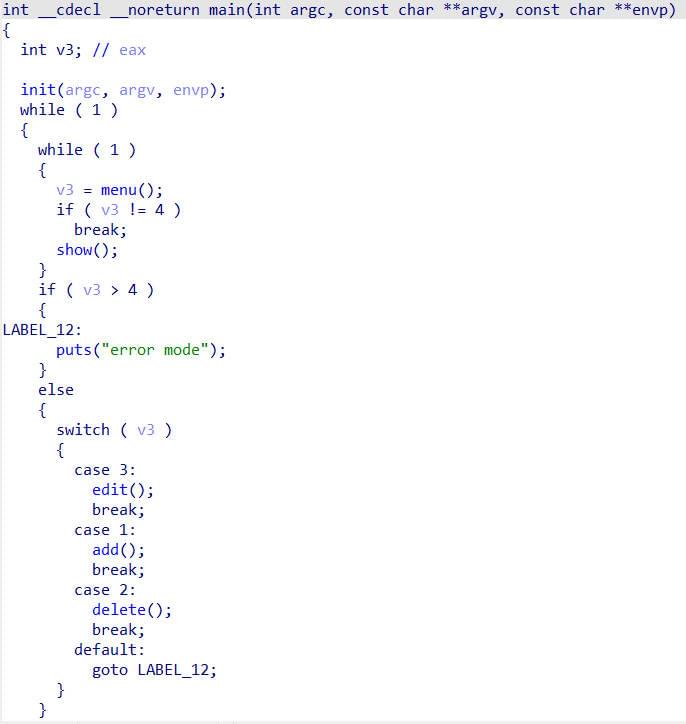 int __cdecl __noreturn main(int argc, const char **argv, const char **envp)
{
  int v3; // eax

  init(argc, argv, envp);
  while ( 1 )
  {
    while ( 1 )
    {
      v3 = menu();
      if ( v3 != 4 )
        break;
      show();
    }
    if ( v3 > 4 )
    {
LABEL_12:
      puts("error mode");
    }
    else
    {
      switch ( v3 )
      {
        case 3:
          edit();
          break;
        case 1:
          add();
          break;
        case 2:
          delete();
          break;
        default:
          goto LABEL_12;
      }
    }